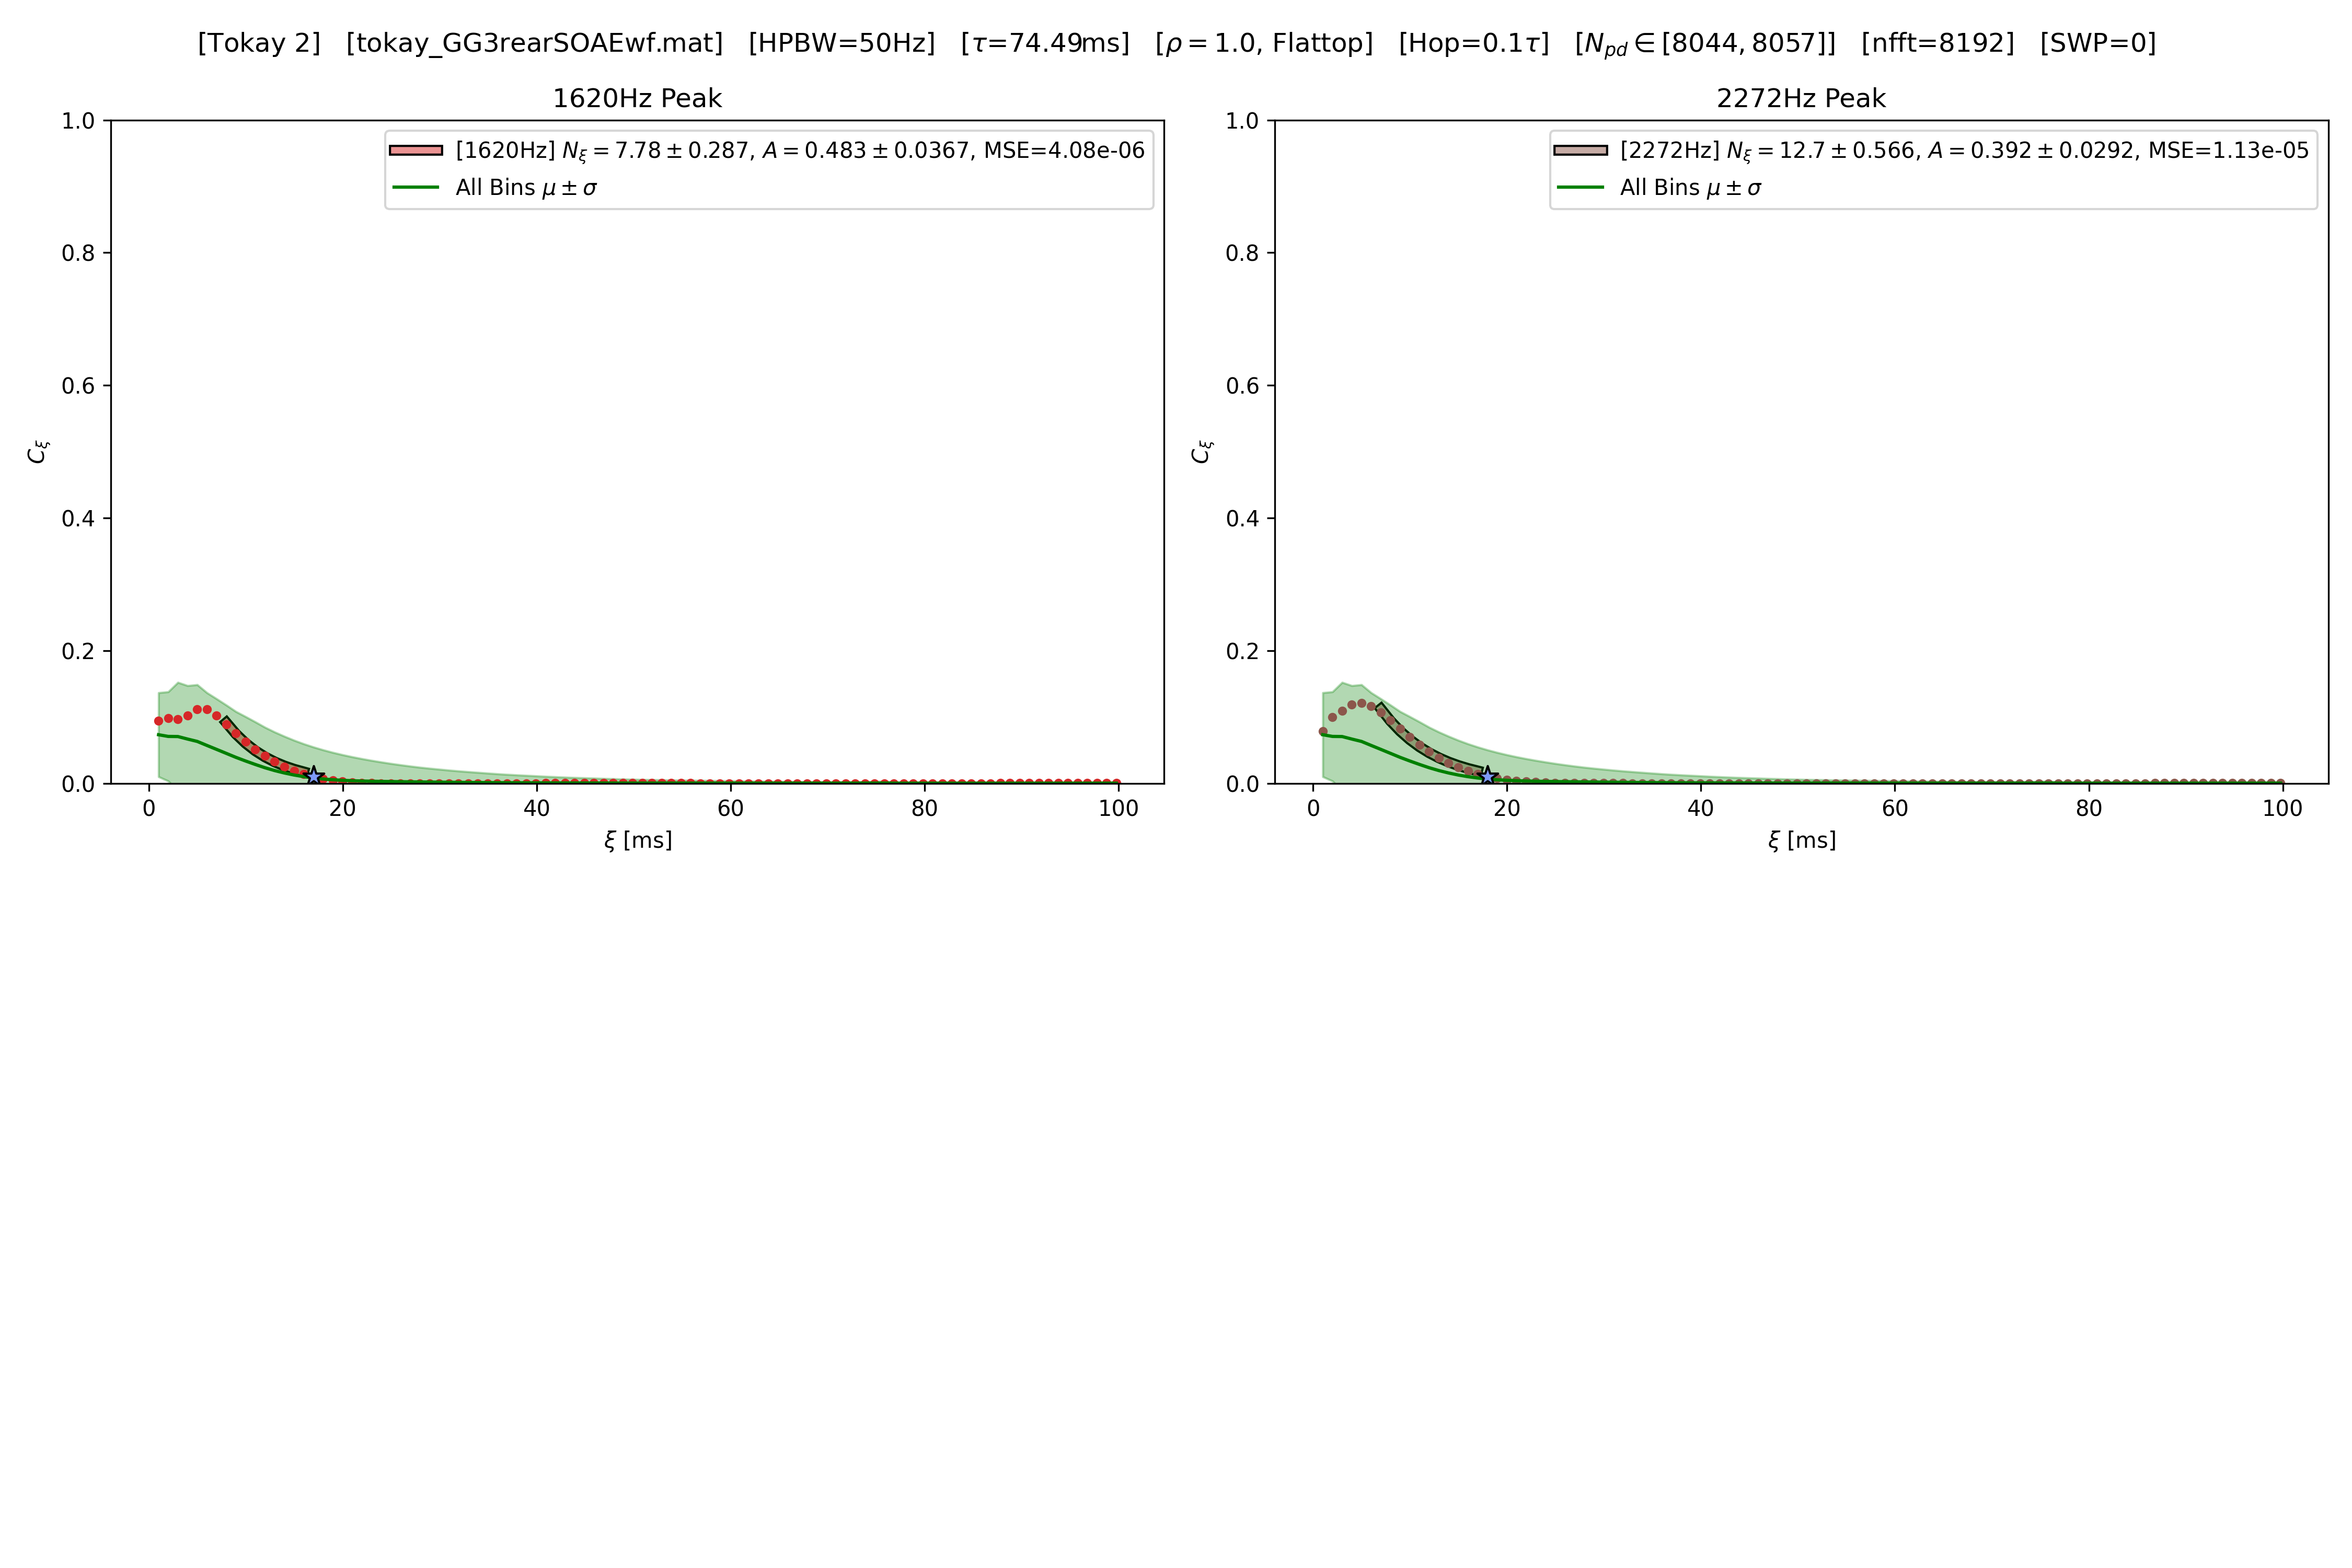 [Tokay 2] [tokay_GG3rearSOAEwf.mat] [HPBW=50Hz] [τ=74.49ms] [ρ = 1.0, Flattop] [Hop=0.1τ] [N_pd ∈ [8044, 8057]] [nfft=8192] [SWP=0]
1620Hz Peak
[1620Hz] N_ξ = 7.78 ± 0.287, A = 0.483 ± 0.0367, MSE=4.08e-06
All Bins μ ± σ
1.0
0.8
0.6
0.4
0.2
0.0
C_ξ
0 20 40 60 80 100
ξ [ms]
2272Hz Peak
[2272Hz] N_ξ = 12.7 ± 0.566, A = 0.392 ± 0.0292, MSE=1.13e-05
All Bins μ ± σ
1.0
0.8
0.6
0.4
0.2
0.0
C_ξ
0 20 40 60 80 100
ξ [ms]